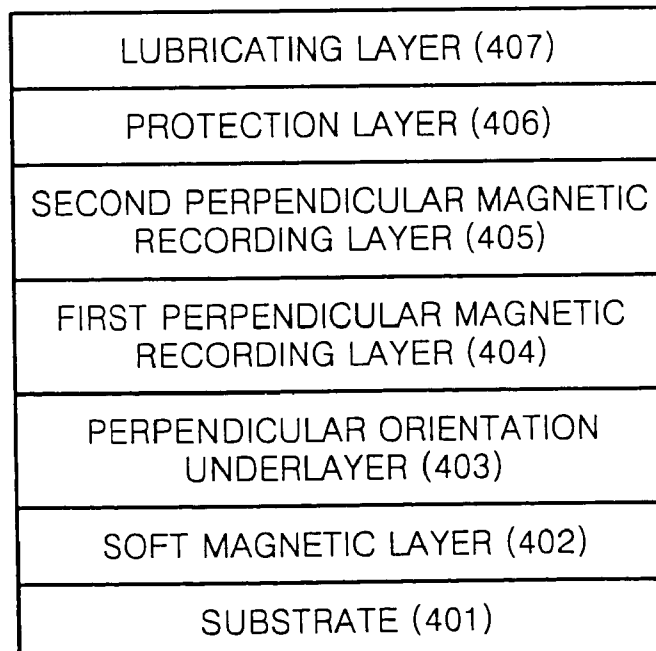 LUBRICATING LAYER (407)
PROTECTION LAYER (406)
SECOND PERPENDICULAR MAGNETIC
RECORDING LAYER (405)
FIRST PERPENDICULAR MAGNETIC
RECORDING LAYER (404)
PERPENDICULAR ORIENTATION
UNDERLAYER (403)
SOFT MAGNETIC LAYER (402)
SUBSTRATE (401)